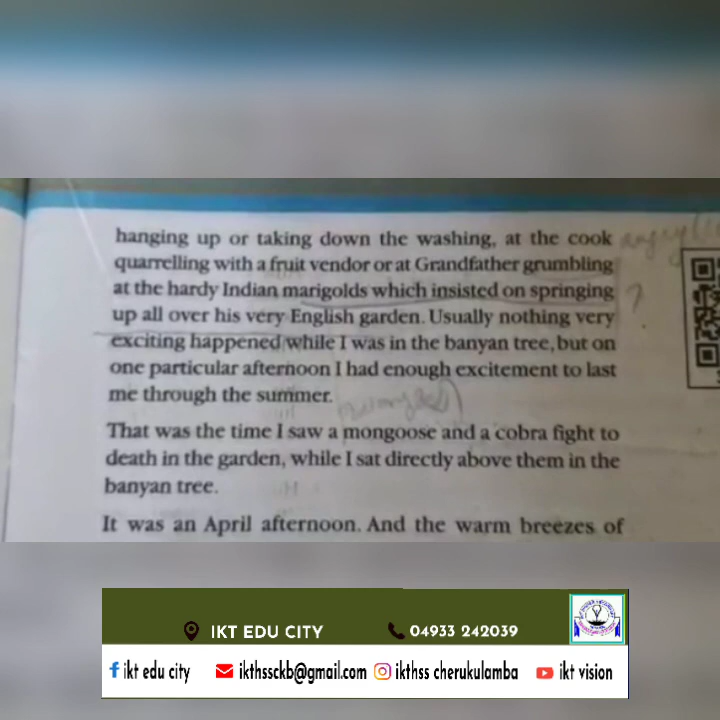 hanging up or taking down the washing, at the cook
quarrelling with a fruit vendor or at Grandfather grumbling
at the hardy Indian marigolds which insisted on springing
up all over his very English garden. Usually nothing very
exciting happened while I was in the banyan tree, but on
one particular afternoon I had enough excitement to last
me through the summer.
That was the time I saw a mongoose and a cobra fight to
death in the garden, while I sat directly above them in the
banyan tree.
It was an April afternoon. And the warm breezes of
IKT EDU CITY 04933 242039
ikt edu city ikthssckb@gmail.com ikthss cherukulamba ikt vision